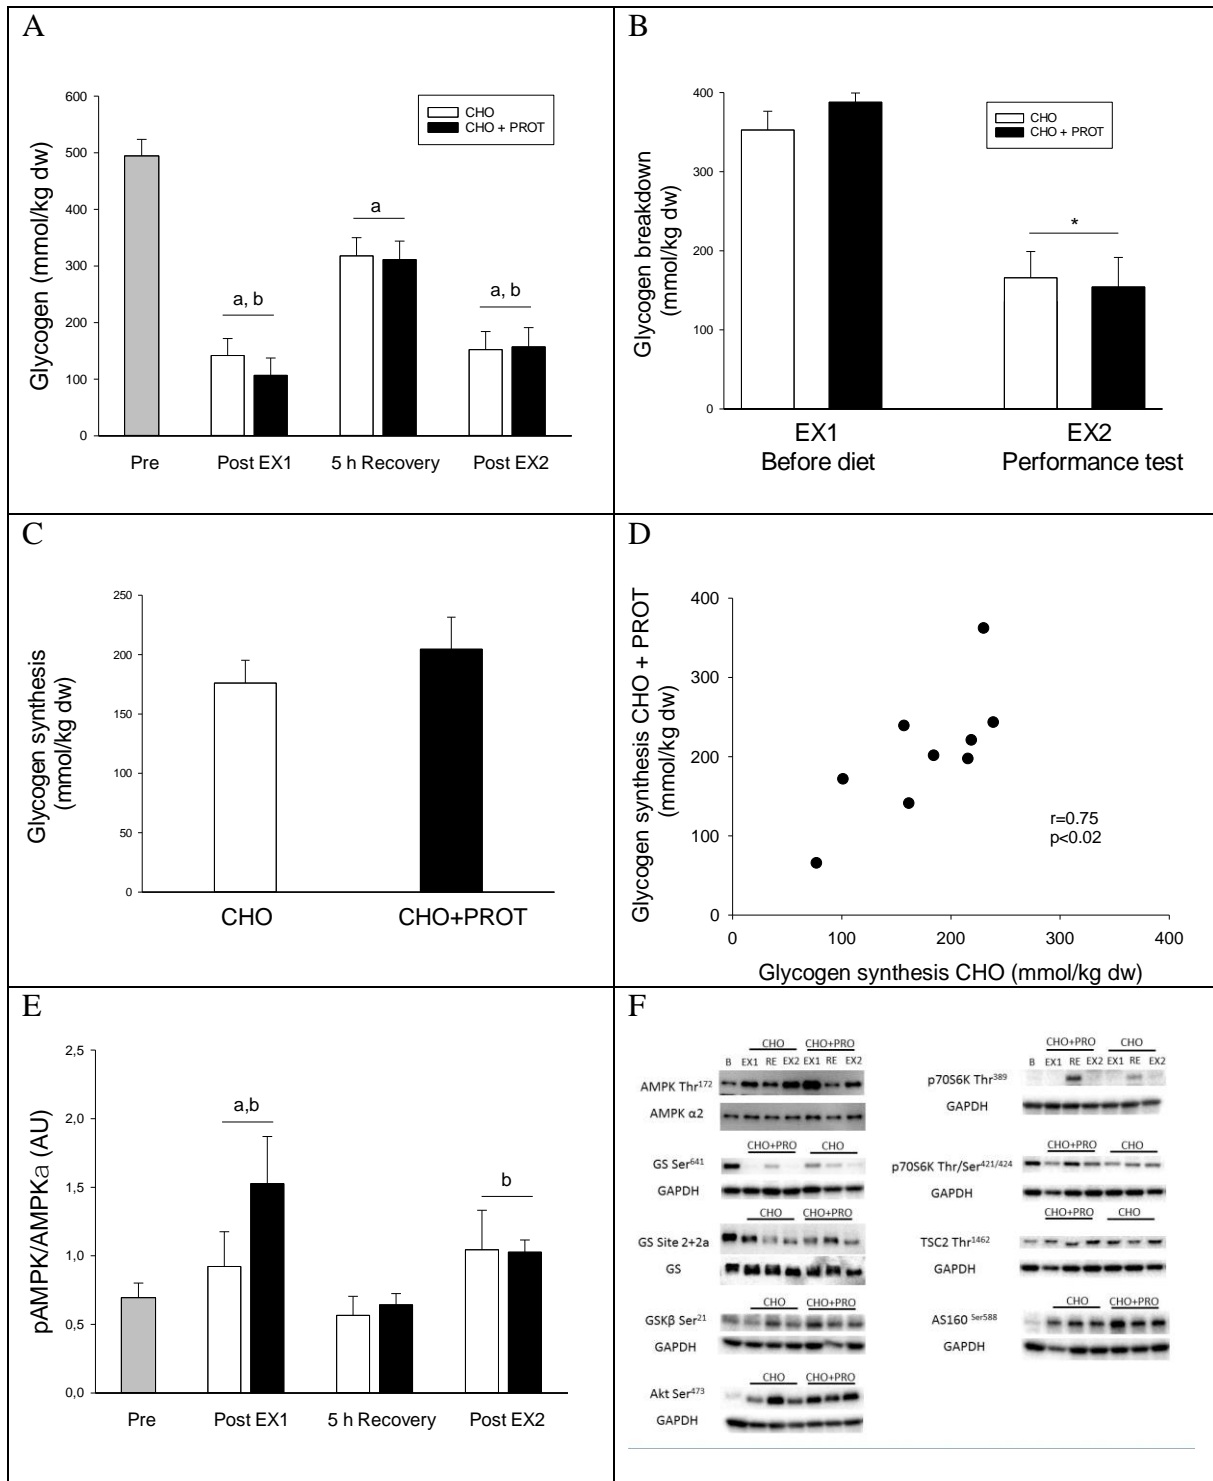 A
600
500
400
300
200
100
0
Glycogen (mmol/kg dw)
CHO
CHO + PROT
a, b
a
a, b
Pre
Post EX1
5 h Recovery
Post EX2
B
400
300
200
100
0
Glycogen breakdown
(mmol/kg dw)
CHO
CHO + PROT
*
EX1
Before diet
EX2
Performance test
C
250
200
150
100
50
0
Glycogen synthesis
(mmol/kg dw)
CHO
CHO+PROT
D
400
300
200
100
0
Glycogen synthesis CHO + PROT
(mmol/kg dw)
r=0.75
p<0.02
0 100 200 300 400
Glycogen synthesis CHO (mmol/kg dw)
E
2,5
2,0
1,5
1,0
0,5
0,0
pAMPK/AMPKa (AU)
a,b
b
Pre
Post EX1
5 h Recovery
Post EX2
F
CHO CHO+PRO
B EX1 RE EX2 EX1 RE EX2
AMPK Thr172
AMPK α2
CHO+PRO CHO
GS Ser641
GAPDH
CHO CHO+PRO
GS Site 2+2a
GS
CHO CHO+PRO
GSKβ Ser21
GAPDH
CHO CHO+PRO
Akt Ser473
GAPDH
CHO+PRO CHO
B EX1 RE EX2 EX1 RE EX2
p70S6K Thr389
GAPDH
CHO+PRO CHO
p70S6K Thr/Ser421/424
GAPDH
CHO+PRO CHO
TSC2 Thr1462
GAPDH
CHO CHO+PRO
AS160 Ser588
GAPDH